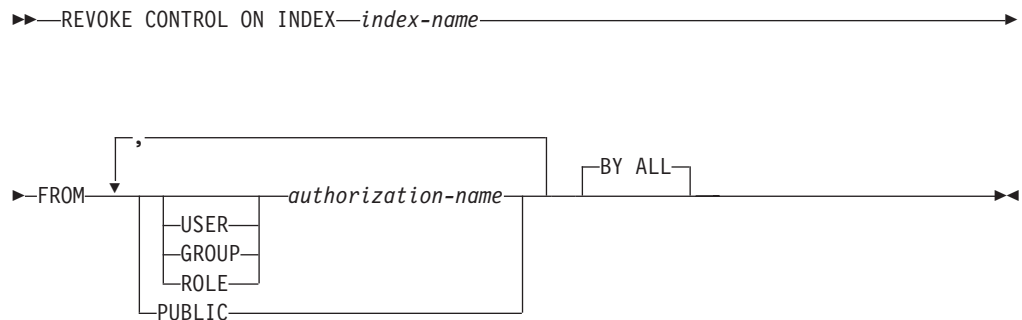 REVOKE CONTROL ON INDEX index-name
,
BY ALL
FROM authorization-name
USER
GROUP
ROLE
PUBLIC